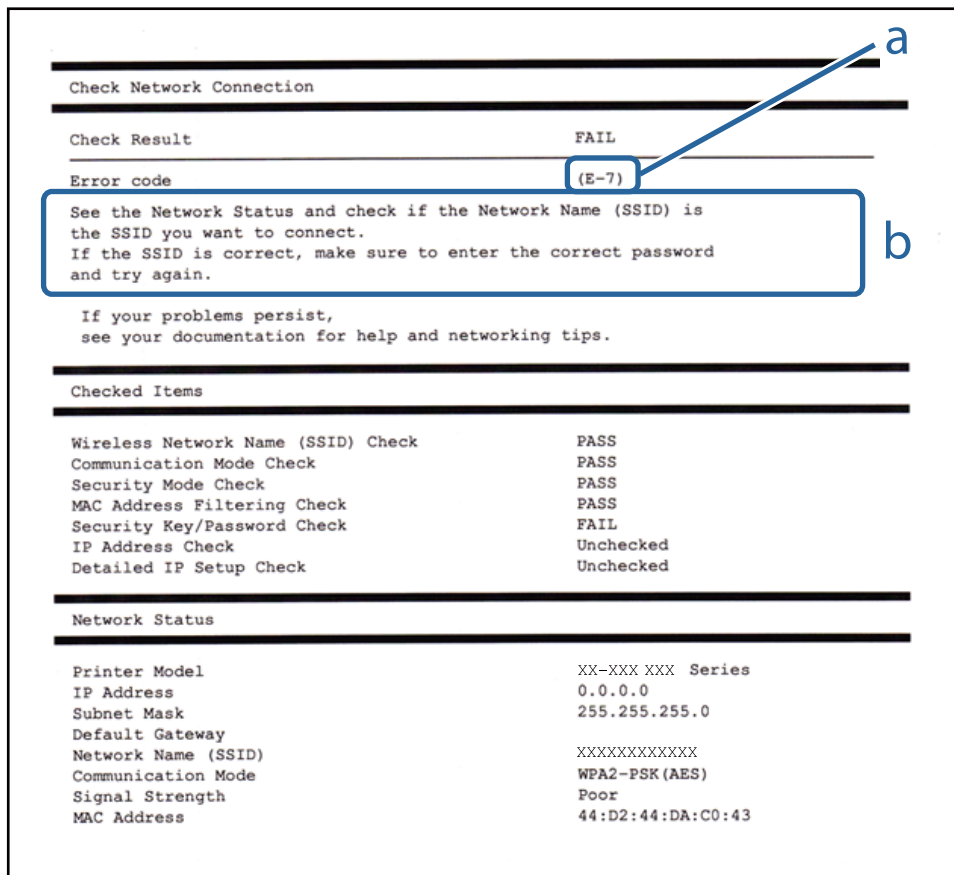 a
Check Network Connection
Check Result FAIL
Error code (E-7)
See the Network Status and check if the Network Name (SSID) is
the SSID you want to connect.
If the SSID is correct, make sure to enter the correct password
and try again.
b
If your problems persist,
see your documentation for help and networking tips.
Checked Items
Wireless Network Name (SSID) Check PASS
Communication Mode Check PASS
Security Mode Check PASS
MAC Address Filtering Check PASS
Security Key/Password Check FAIL
IP Address Check Unchecked
Detailed IP Setup Check Unchecked
Network Status
Printer Model XX-XXX XXX Series
IP Address 0.0.0.0
Subnet Mask 255.255.255.0
Default Gateway
Network Name (SSID) XXXXXXXXXXXX
Communication Mode WPA2-PSK(AES)
Signal Strength Poor
MAC Address 44:D2:44:DA:C0:43